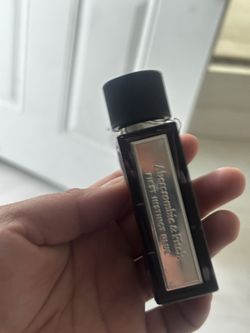 Abercrombie & Fitch
FIRST INSTINCT BLUE